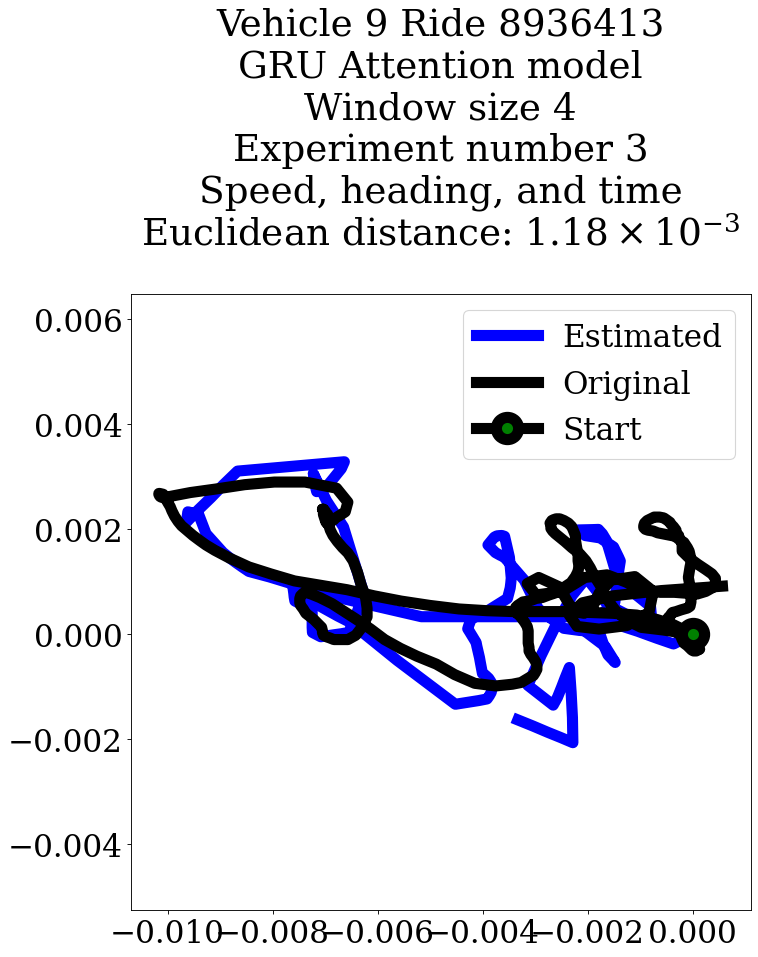 Vehicle 9 Ride 8936413
GRU Attention model
Window size 4
Experiment number 3
Speed, heading, and time
Euclidean distance: 1.18 × 10⁻³
Estimated
Original
Start
0.006
0.004
0.002
0.000
−0.002
−0.004
−0.010 −0.008 −0.006 −0.004 −0.002 0.000